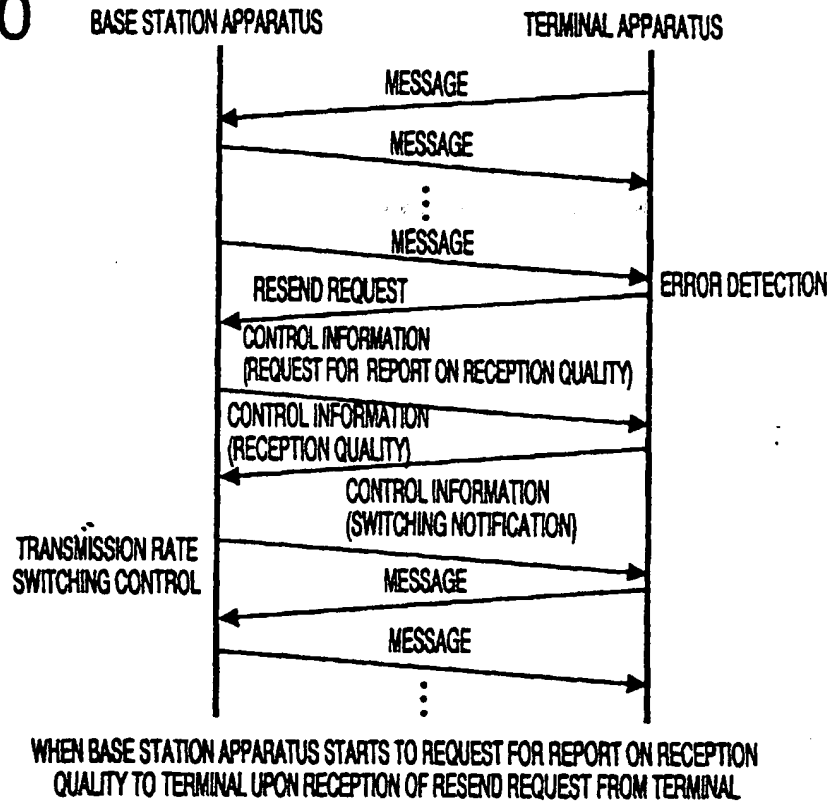 0
BASE STATION APPARATUS
TERMINAL APPARATUS
MESSAGE
MESSAGE
MESSAGE
ERROR DETECTION
RESEND REQUEST
CONTROL INFORMATION
(REQUEST FOR REPORT ON RECEPTION QUALITY)
CONTROL INFORMATION
(RECEPTION QUALITY)
CONTROL INFORMATION
(SWITCHING NOTIFICATION)
TRANSMISSION RATE
SWITCHING CONTROL
MESSAGE
MESSAGE
WHEN BASE STATION APPARATUS STARTS TO REQUEST FOR REPORT ON RECEPTION
QUALITY TO TERMINAL UPON RECEPTION OF RESEND REQUEST FROM TERMINAL